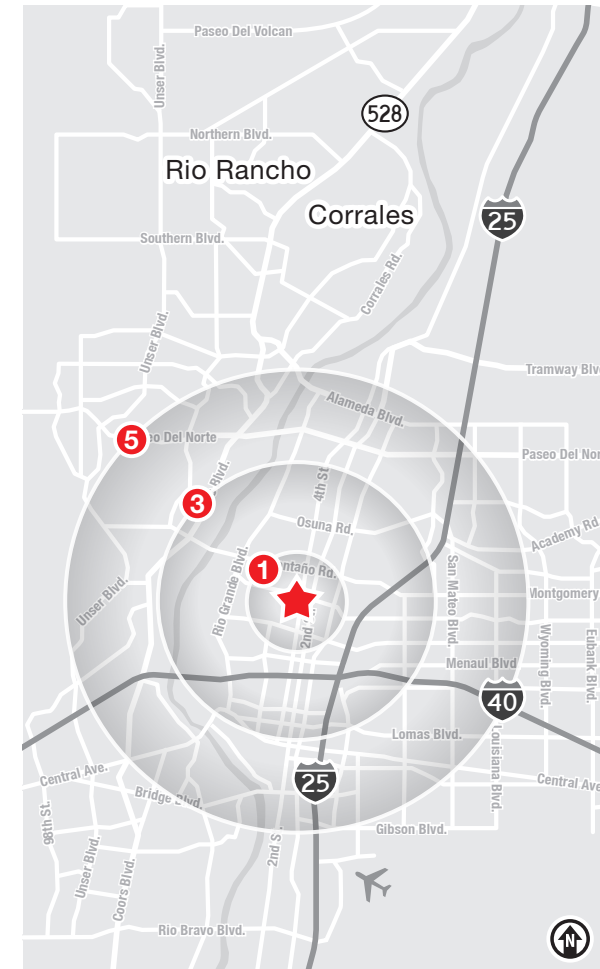 Paseo Del Volcan
Unser Blvd.
528
Northern Blvd.
Rio Rancho
Corrales
25
Southern Blvd.
Corrales Rd.
Unser Blvd.
Tramway Blv
Alameda Blvd.
5
eo Del Norte
Paseo Del Nor
3
Blvd.
4th St.
Osuna Rd.
Academy Rd.
1
ntaño Rd.
San Mateo Blvd.
Montgomery
Rio Grande Blvd.
Unser Blvd.
2nd
Wyoming Blvd.
Eubank Blvd.
Menaul Blvd
40
Lomas Blvd.
Louisiana Blvd.
Central Ave.
25
Central Ave
Bridge Blvd.
98th St.
Gibson Blvd.
2nd S
Unser Blvd.
Coors Blvd.
Rio Bravo Blvd.
N